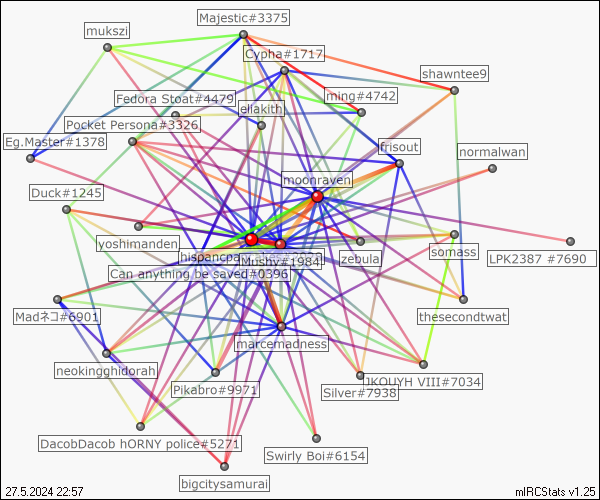 Majestic#3375
mukszi
Cypha#1717
shawntee9
Fedora Stoat#4479
ming#4742
ellakith
Pocket Persona#3326
Eg.Master#1378
frisout
normalwan
moonraven
Duck#1245
yoshimanden
somass
hispancpa
Mushy#1984
zebula
LPK2387 #7690
Can anything be saved#0396
Madネコ#6901
thesecondtwat
marcemadness
neokingghidorah
Pikabro#9971
JKOUYH VIII#7034
Silver#7938
DacobDacob hORNY police#5271
Swirly Boi#6154
bigcitysamurai
27.5.2024 22:57
mIRCStats v1.25